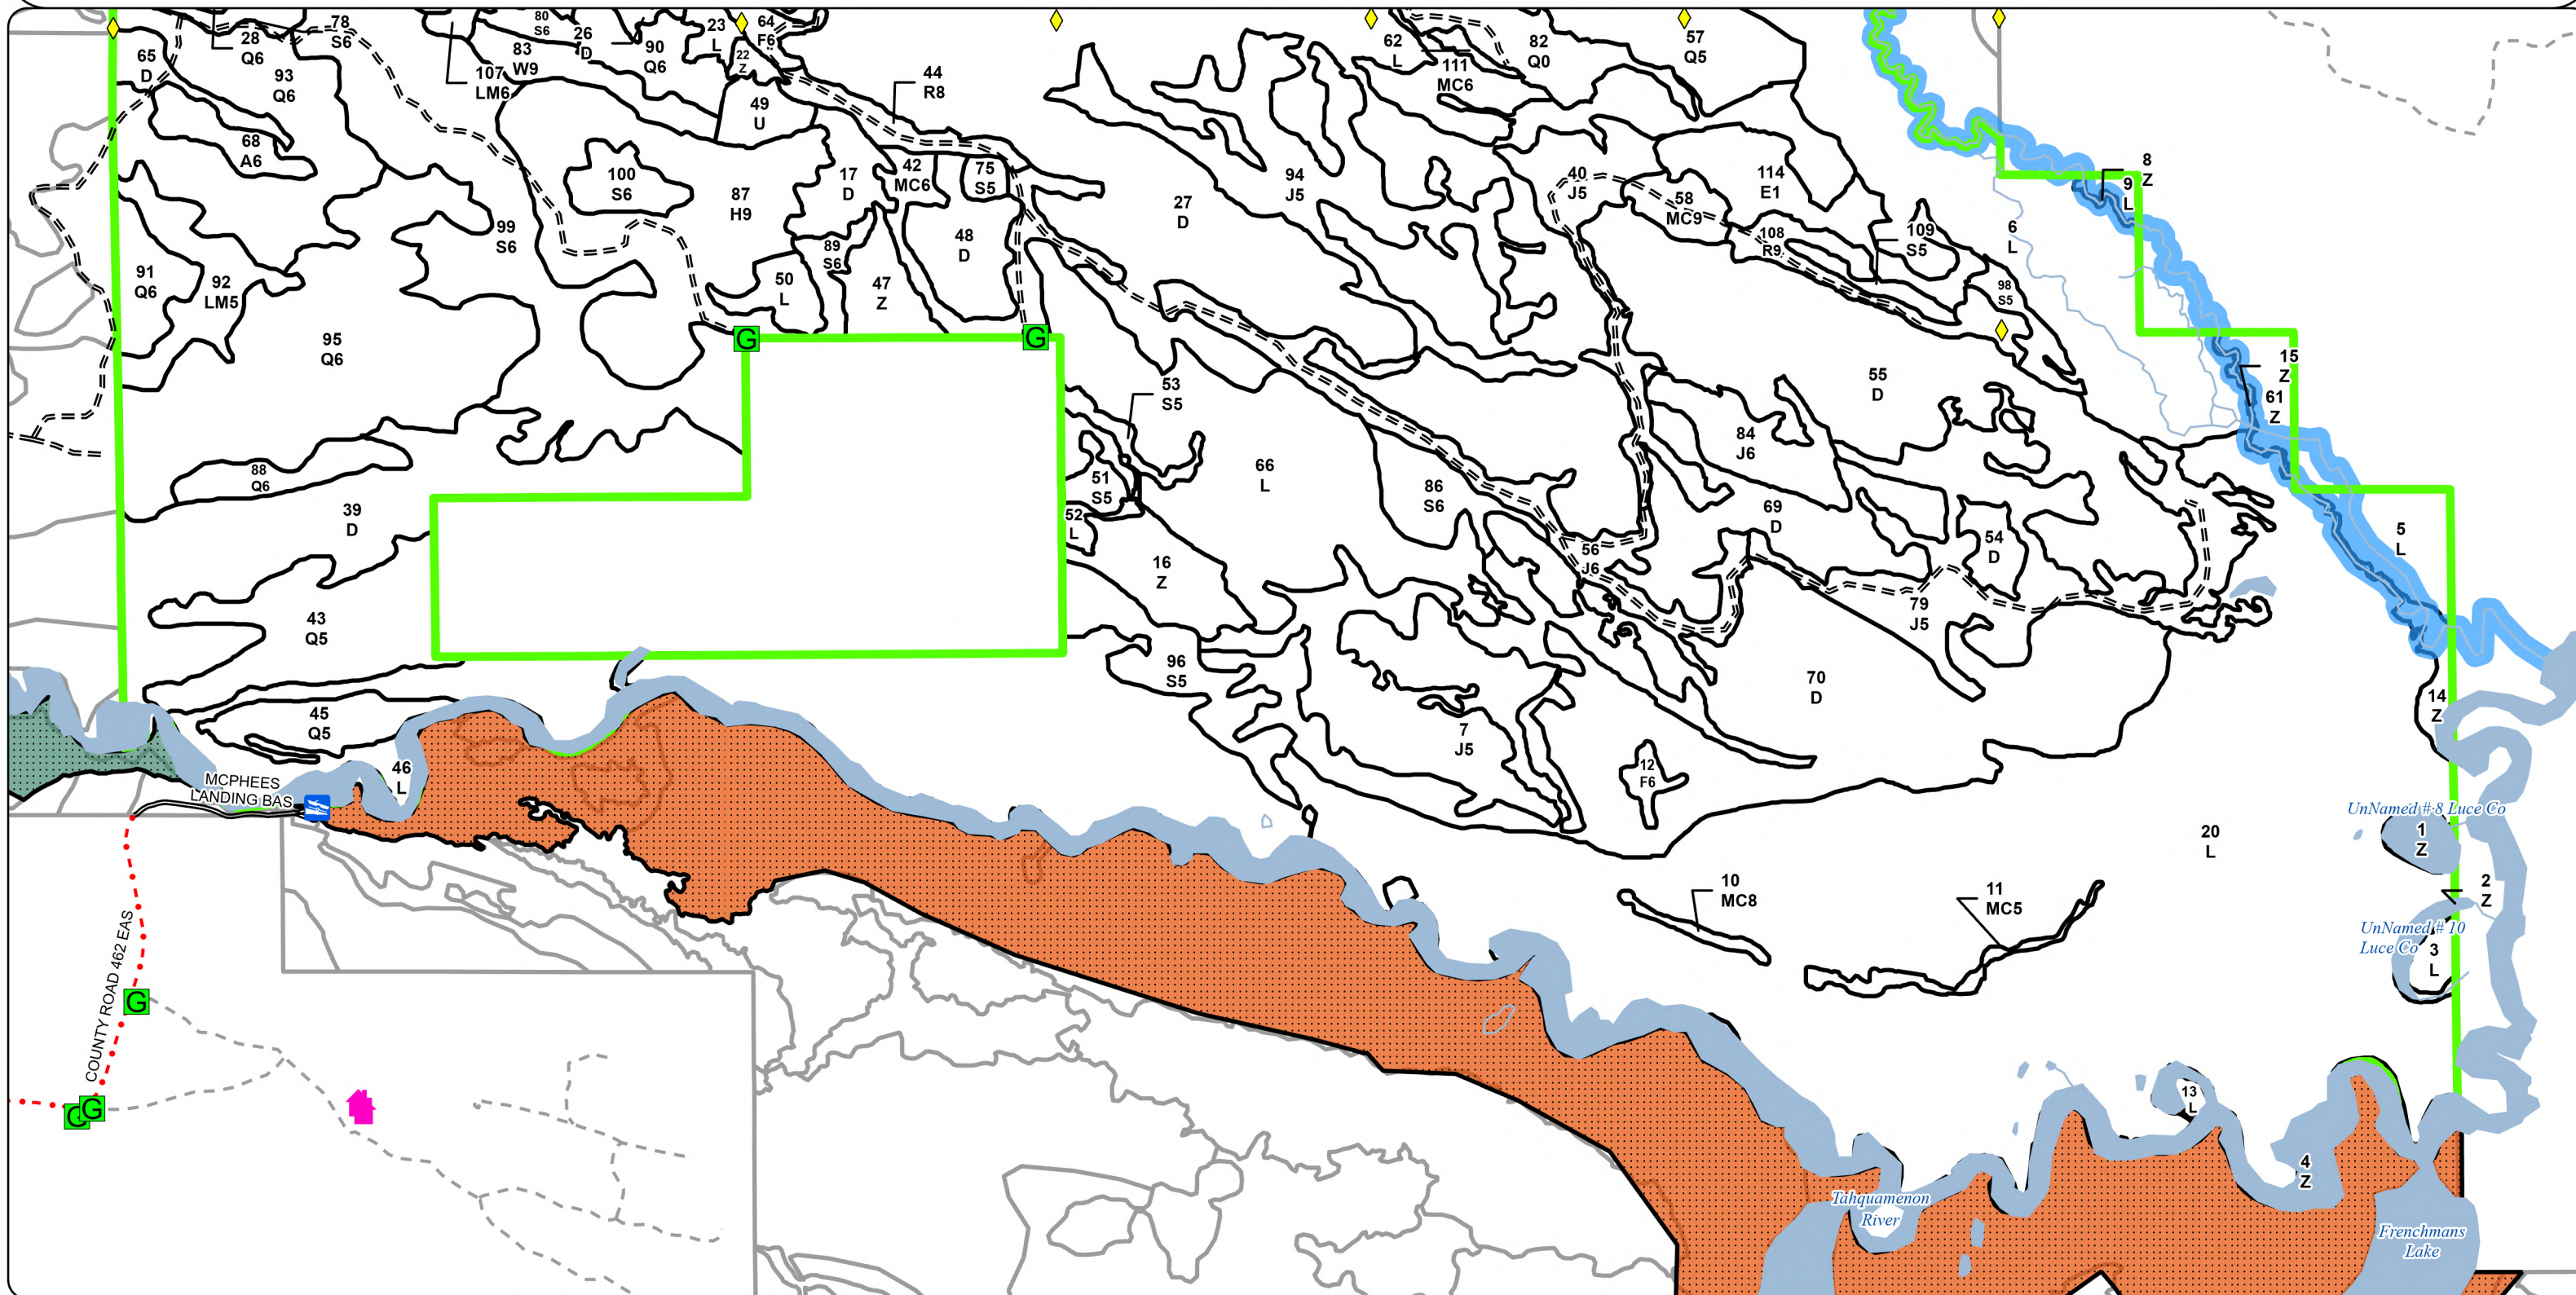 78
S6
28
Q6
65
D
93
Q6
107
LM6
83
W9
80
S6
26
D
90
Q6
23
L
22
Z
64
F6
49
U
44
R8
62
L
111
MC6
82
Q0
57
Q5
68
A6
100
S6
87
H9
17
D
42
MC6
75
S5
99
S6
91
Q6
92
LM5
89
S6
50
L
47
Z
48
D
27
D
94
J5
40
J5
58
MC9
114
E1
108
R9
109
S5
98
S5
6
L
8
Z
9
L
95
Q6
G
G
53
S5
55
D
15
Z
61
Z
88
Q6
39
D
51
S5
52
L
66
L
86
S6
84
J6
69
D
54
D
5
L
43
Q5
16
Z
56
J6
79
J5
96
S5
70
D
14
Z
45
Q5
46
L
7
J5
12
F6
MCPHEES
LANDING BAS
UnNamed # 8 Luce Co
1
Z
20
L
10
MC8
11
MC5
2
Z
UnNamed # 10
Luce Co
3
L
COUNTY ROAD 462 EAS
G
G
G
13
L
4
Z
Tahquamenon
River
Frenchmans
Lake